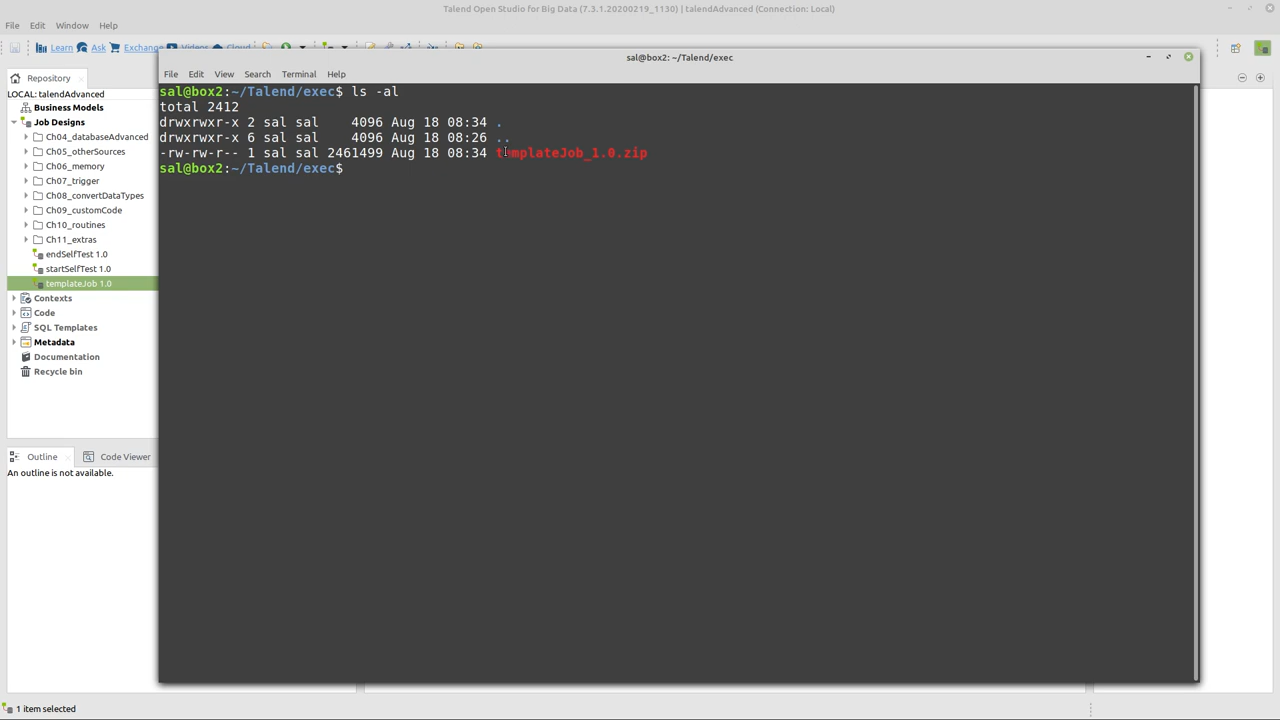 Talend Open Studio for Big Data (7.3.1.20200219_1130) | talendAdvanced (Connection: Local)
File Edit Window Help
Learn Ask Exchange Videos Cloud
sal@box2: ~/Talend/exec
File Edit View Search Terminal Help
sal@box2:~/Talend/exec$ ls -al
total 2412
drwxrwxr-x 2 sal sal    4096 Aug 18 08:34 .
drwxrwxr-x 6 sal sal    4096 Aug 18 08:26 ..
-rw-rw-r-- 1 sal sal 2461499 Aug 18 08:34 templateJob_1.0.zip
sal@box2:~/Talend/exec$
Repository
LOCAL: talendAdvanced
Business Models
Job Designs
Ch04_databaseAdvanced
Ch05_otherSources
Ch06_memory
Ch07_trigger
Ch08_convertDataTypes
Ch09_customCode
Ch10_routines
Ch11_extras
endSelfTest 1.0
startSelfTest 1.0
templateJob 1.0
Contexts
Code
SQL Templates
Metadata
Documentation
Recycle bin
Outline
Code Viewer
An outline is not available.
1 item selected